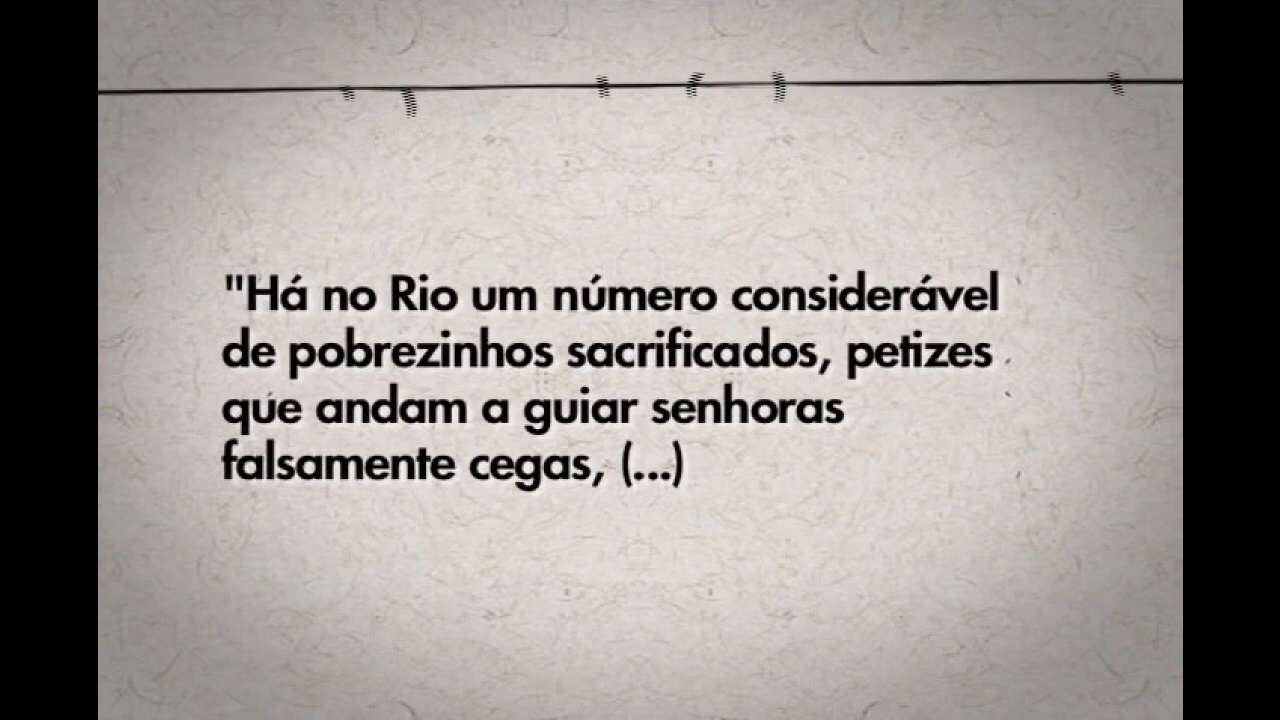 "Há no Rio um número considerável
de pobrezinhos sacrificados, petizes
que andam a guiar senhoras
falsamente cegas, (...)